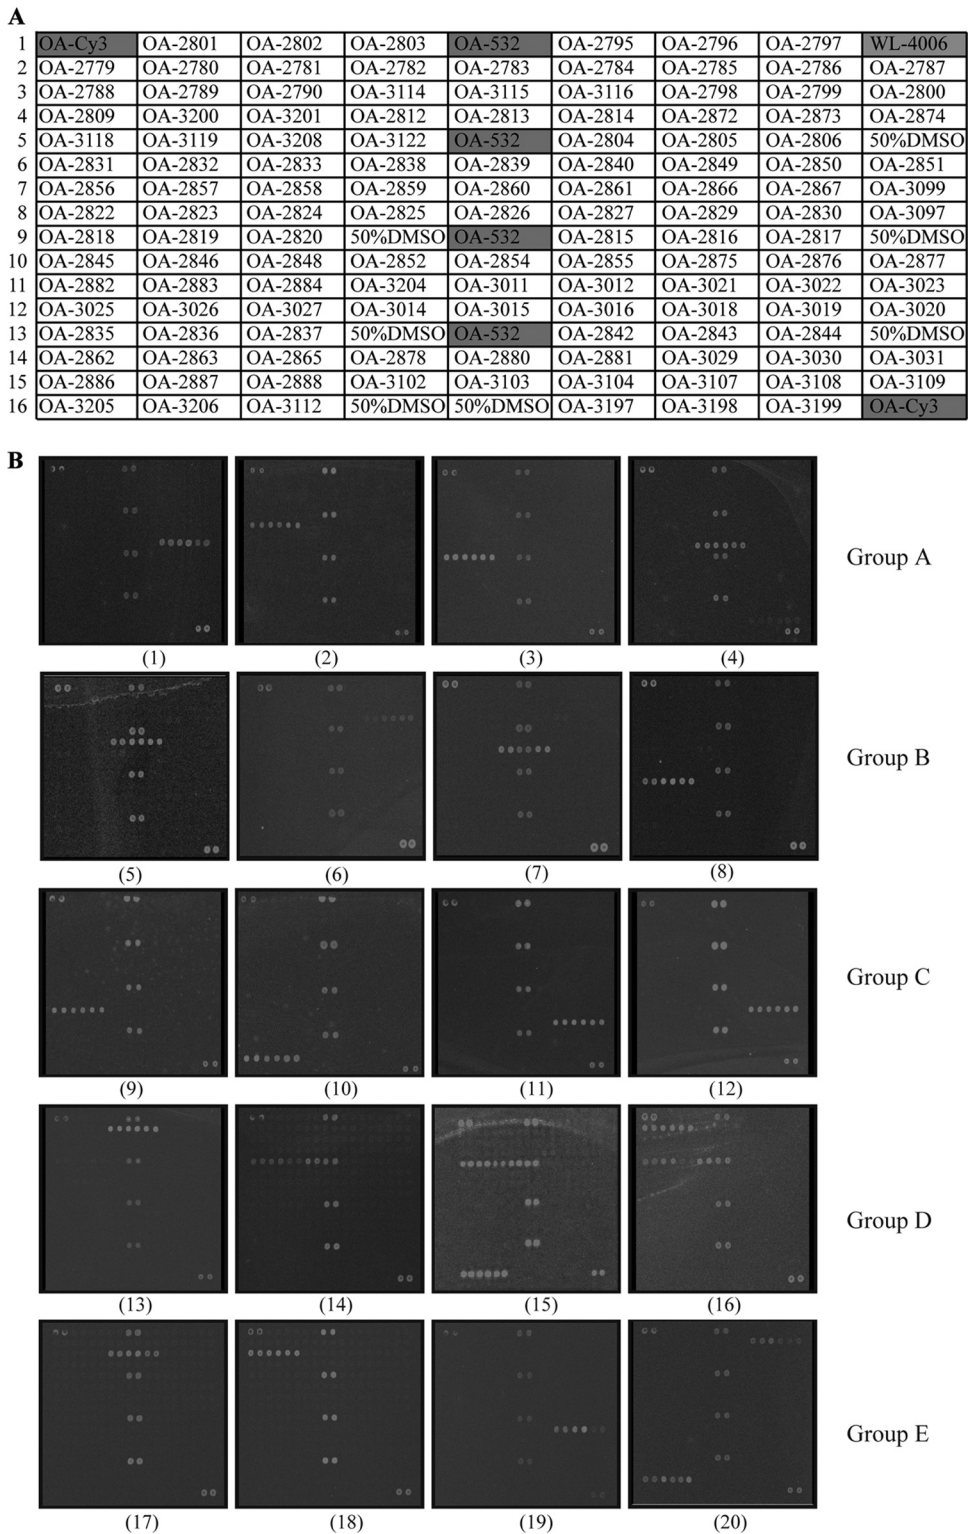 A
1 OA-Cy3 OA-2801 OA-2802 OA-2803 OA-532 OA-2795 OA-2796 OA-2797 WL-4006
2 OA-2779 OA-2780 OA-2781 OA-2782 OA-2783 OA-2784 OA-2785 OA-2786 OA-2787
3 OA-2788 OA-2789 OA-2790 OA-3114 OA-3115 OA-3116 OA-2798 OA-2799 OA-2800
4 OA-2809 OA-3200 OA-3201 OA-2812 OA-2813 OA-2814 OA-2872 OA-2873 OA-2874
5 OA-3118 OA-3119 OA-3208 OA-3122 OA-532 OA-2804 OA-2805 OA-2806 50%DMSO
6 OA-2831 OA-2832 OA-2833 OA-2838 OA-2839 OA-2840 OA-2849 OA-2850 OA-2851
7 OA-2856 OA-2857 OA-2858 OA-2859 OA-2860 OA-2861 OA-2866 OA-2867 OA-3099
8 OA-2822 OA-2823 OA-2824 OA-2825 OA-2826 OA-2827 OA-2829 OA-2830 OA-3097
9 OA-2818 OA-2819 OA-2820 50%DMSO OA-532 OA-2815 OA-2816 OA-2817 50%DMSO
10 OA-2845 OA-2846 OA-2848 OA-2852 OA-2854 OA-2855 OA-2875 OA-2876 OA-2877
11 OA-2882 OA-2883 OA-2884 OA-3204 OA-3011 OA-3012 OA-3021 OA-3022 OA-3023
12 OA-3025 OA-3026 OA-3027 OA-3014 OA-3015 OA-3016 OA-3018 OA-3019 OA-3020
13 OA-2835 OA-2836 OA-2837 50%DMSO OA-532 OA-2842 OA-2843 OA-2844 50%DMSO
14 OA-2862 OA-2863 OA-2865 OA-2878 OA-2880 OA-2881 OA-3029 OA-3030 OA-3031
15 OA-2886 OA-2887 OA-2888 OA-3102 OA-3103 OA-3104 OA-3107 OA-3108 OA-3109
16 OA-3205 OA-3206 OA-3112 50%DMSO 50%DMSO OA-3197 OA-3198 OA-3199 OA-Cy3
B
Group A
(1) (2) (3) (4)
Group B
(5) (6) (7) (8)
Group C
(9) (10) (11) (12)
Group D
(13) (14) (15) (16)
Group E
(17) (18) (19) (20)